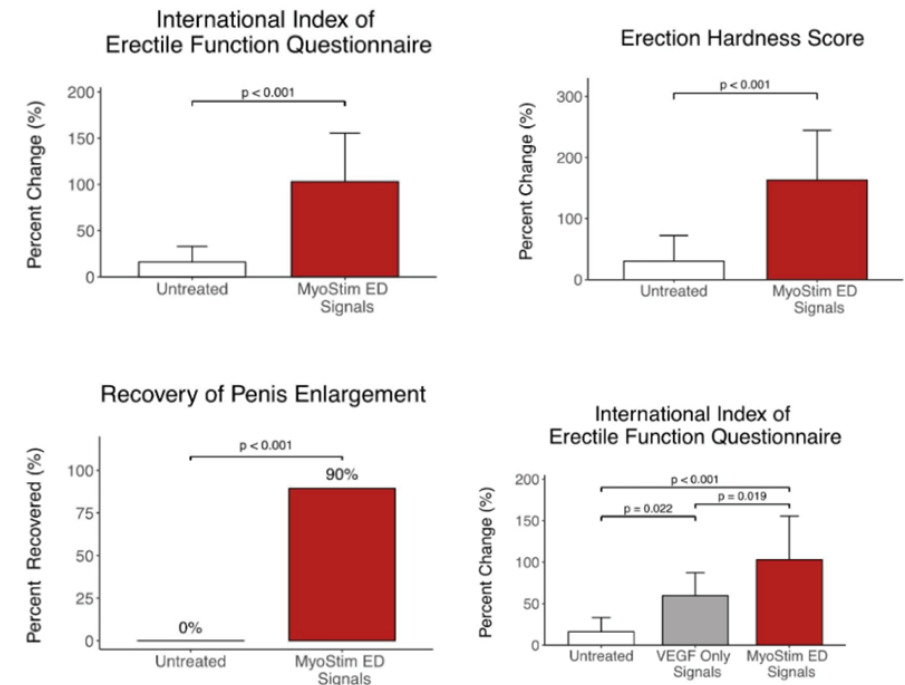 International Index of
Erectile Function Questionnaire
Percent Change (%)
200
150
100
50
0
p < 0.001
Untreated
MyoStim ED
Signals
Erection Hardness Score
Percent Change (%)
300
200
100
0
p < 0.001
Untreated
MyoStim ED
Signals
Recovery of Penis Enlargement
Percent Recovered (%)
100
75
50
25
0
p < 0.001
90%
0%
Untreated
MyoStim ED
Signals
International Index of
Erectile Function Questionnaire
Percent Change (%)
200
150
100
50
0
p < 0.001
p = 0.019
p = 0.022
Untreated
VEGF Only
Signals
MyoStim ED
Signals